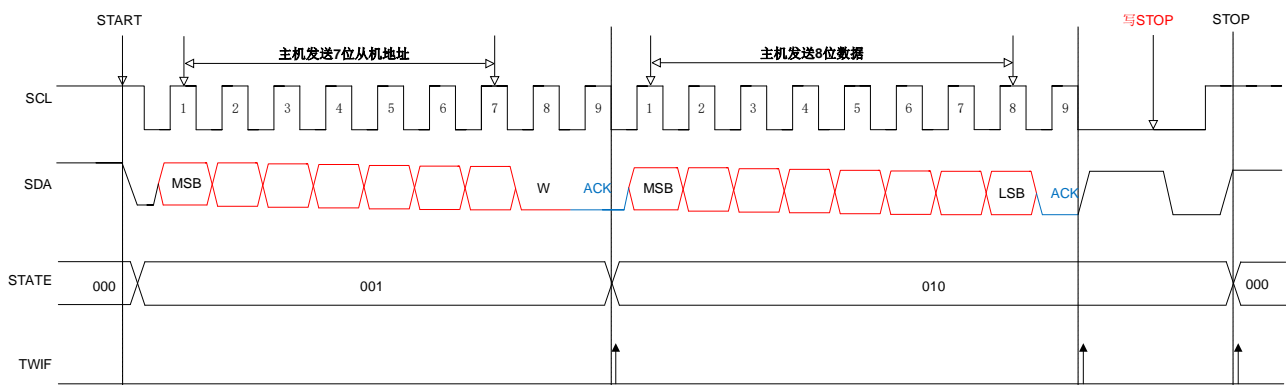 START 写STOP STOP
主机发送7位从机地址 主机发送8位数据
SCL 1 2 3 4 5 6 7 8 9 1 2 3 4 5 6 7 8 9
SDA MSB W ACK MSB LSB ACK
STATE 000 001 010 000
TWIF